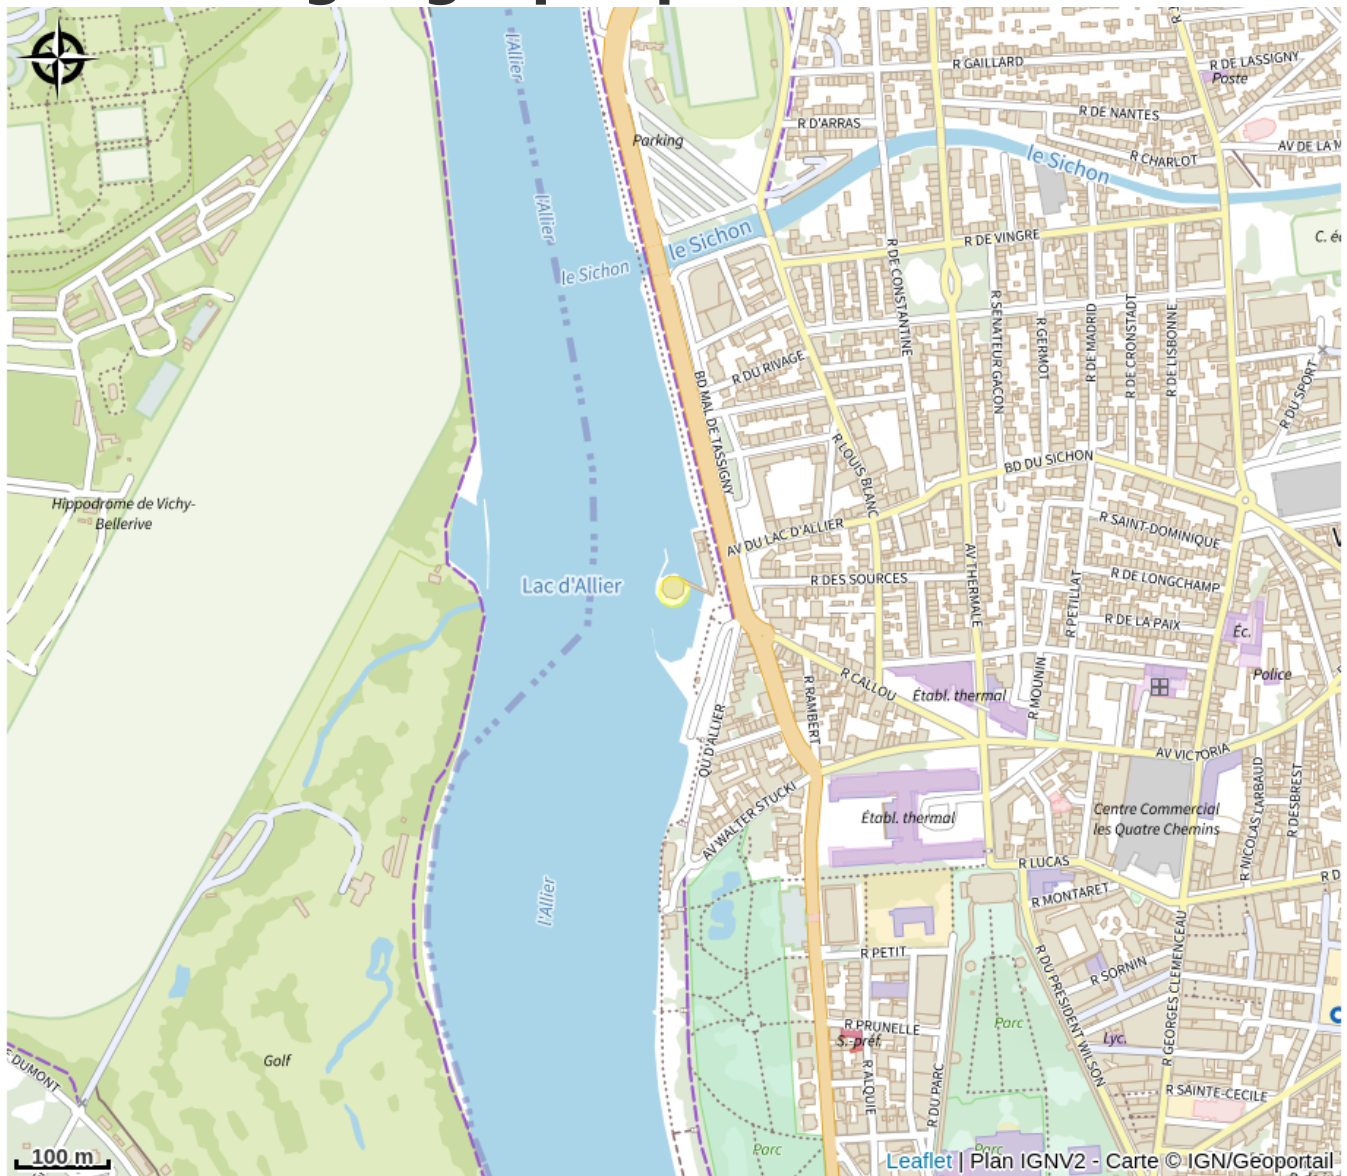 l'Allier
R GAILLARD
R DE LASSIGNY
Poste
R DE NANTES
R D'ARRAS
Parking
le Sichon
R CHARLOT
AV DE LA M
l'Allier
le Sichon
R DE VINGRE
C. é
le Sichon
R DE CONSTANTINE
R SENATEUR GACON
R GERMOT
R DE MADRID
R DE CRONSTADT
R DE LISBONNE
R DU RIVAGE
BD MAL DE TASSIGNY
R DU SPORT
R LOUIS BLANC
BD DU SICHON
Hippodrome de Vichy-
Bellerive
AV DU LAC D'ALLIER
R SAINT-DOMINIQUE
AV THERMALE
Lac d'Allier
R DES SOURCES
R DE LONGCHAMP
R PETILLAT
R DE LA PAIX
Éc.
R CALLOU
Établ. thermal
R MOUNIN
Police
R RAMBERT
QU D'ALLIER
AV VICTORIA
AV WALTER STUCKI
Établ. thermal
Centre Commercial
les Quatre Chemins
R NICOLAS LARBAUD
R DESBREST
R LUCAS
R D
R MONTARET
l'Allier
R PETIT
R SORNIN
R DU PRESIDENT WILSON
R GEORGES CLEMENCEAU
R PRUNELLE
S.-préf.
Parc
Lyc.
Golf
E DUMONT
R ALQUIE
R DU PARC
R SAINTE-CECILE
Parc
Parc
100 m
Leaflet | Plan IGNV2 - Carte © IGN/Geoportail